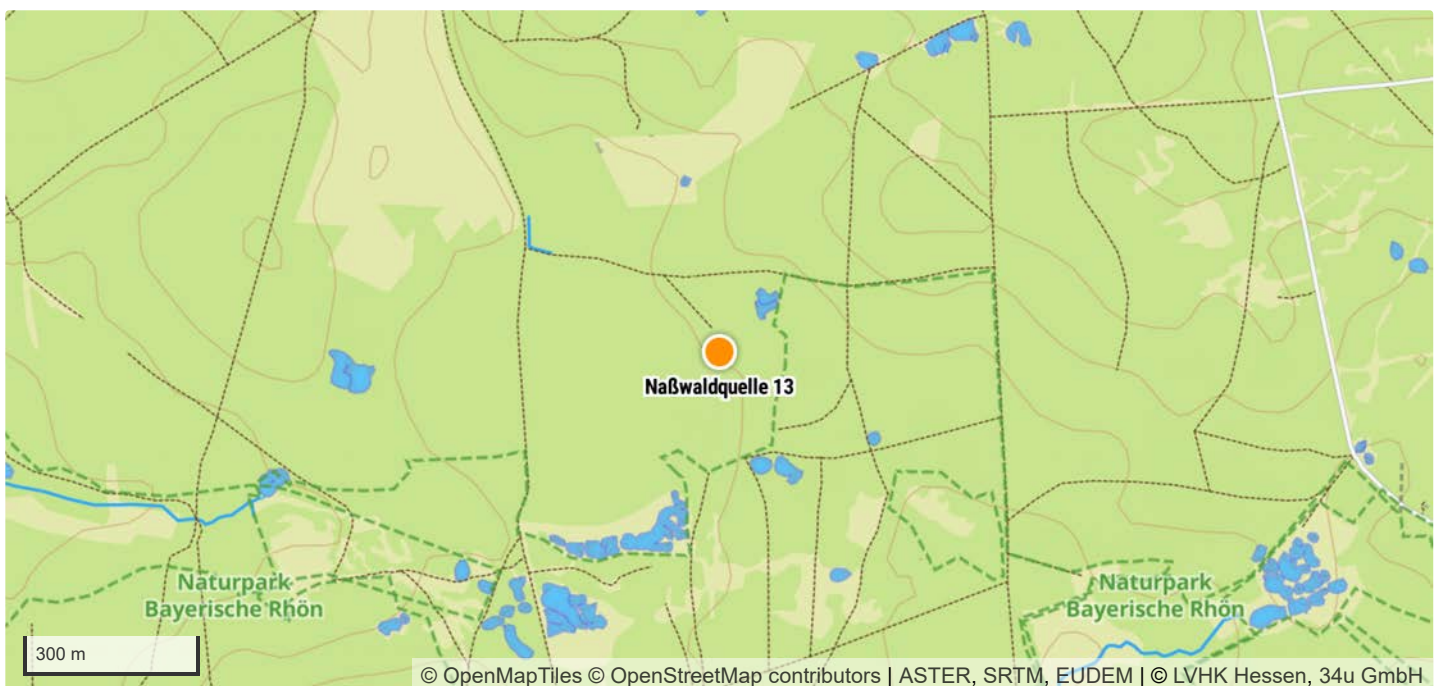 Naßwaldquelle 13
Naturpark
Bayerische Rhön
Naturpark
Bayerische Rhön
300 m
© OpenMapTiles © OpenStreetMap contributors | ASTER, SRTM, EUDEM | © LVHK Hessen, 34u GmbH